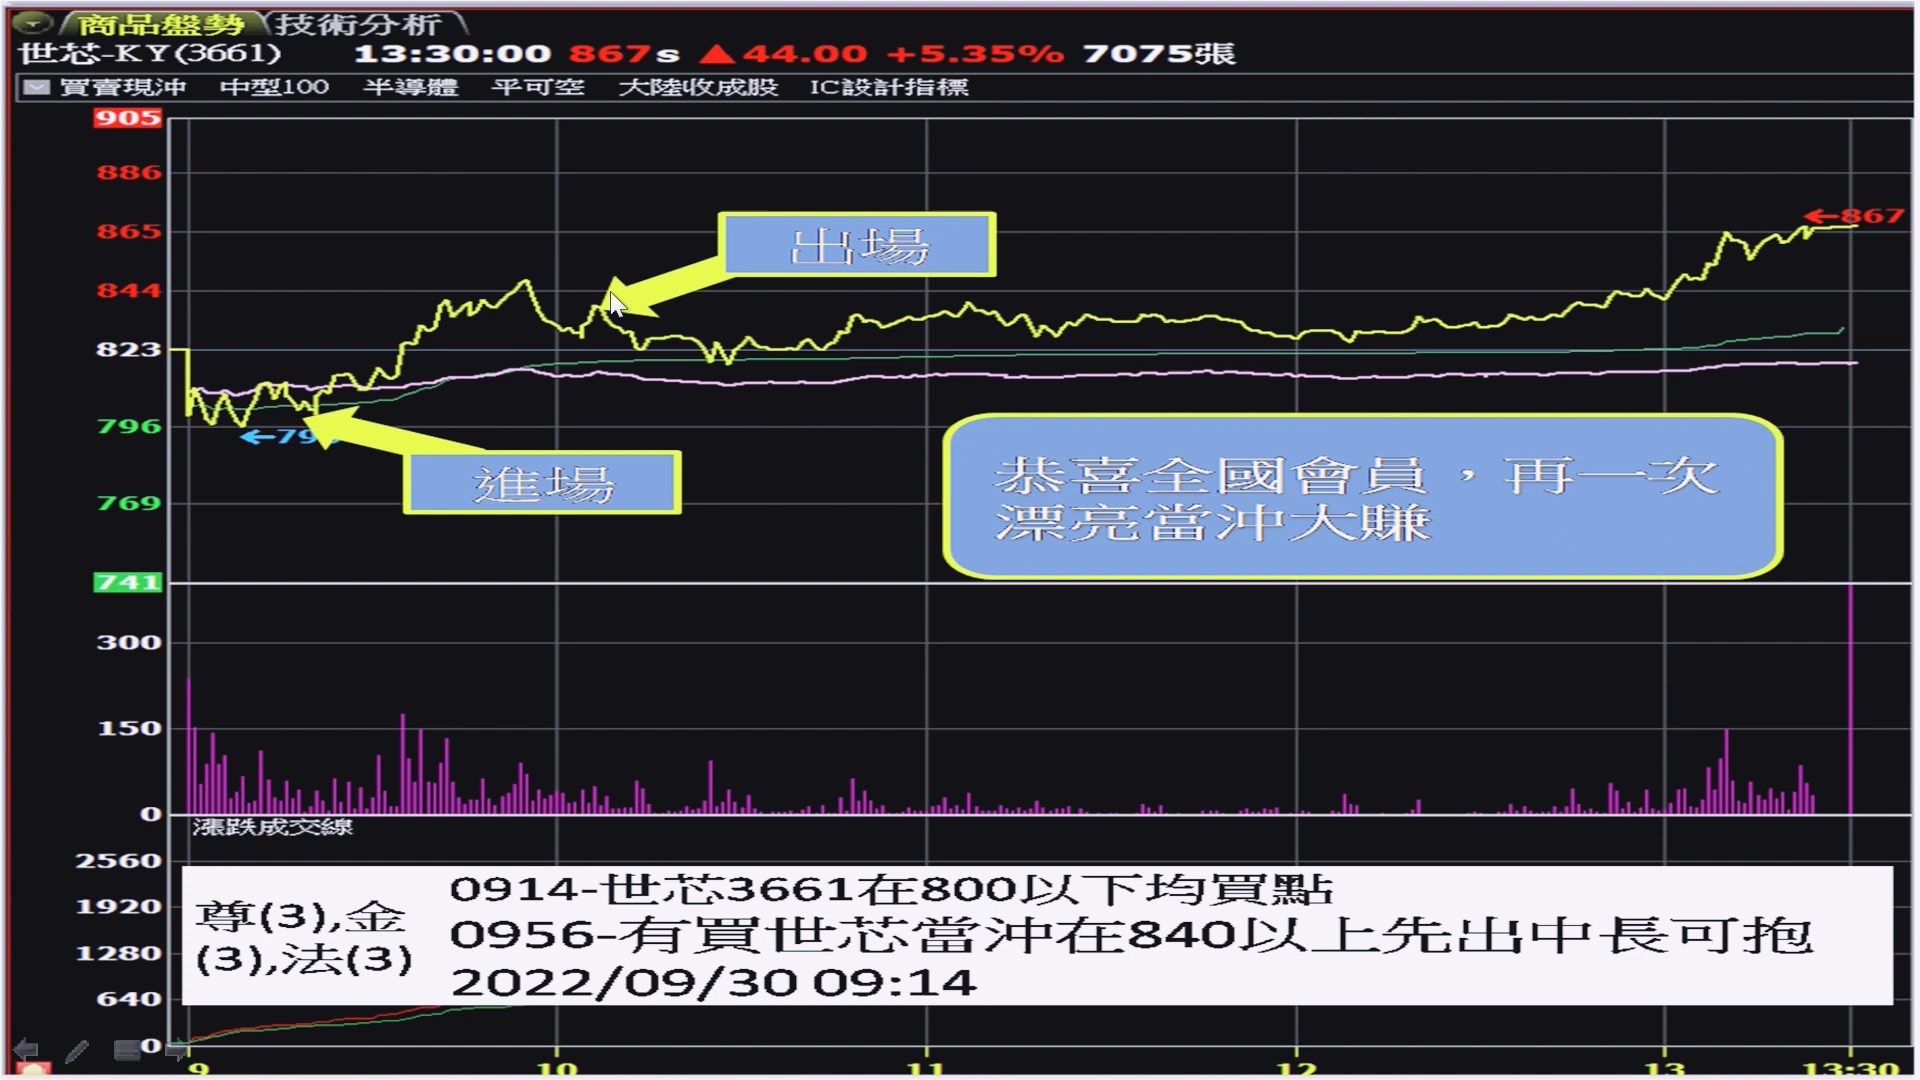 商品盤勢 技術分析
世芯-KY(3661) 13:30:00 867s ▲44.00 +5.35% 7075張
買賣現沖 中型100 半導體 平可空 大陸收成股 IC設計指標
905
886
←867
865
出場
844
823
796
←79
進場
769
恭喜全國會員，再一次
漂亮當沖大賺
741
300
150
0
漲跌成交線
2560
1920
1280
640
0
尊(3),金
(3),法(3)
0914-世芯3661在800以下均買點
0956-有買世芯當沖在840以上先出中長可抱
2022/09/30 09:14
9 10 11 12 13 13:30